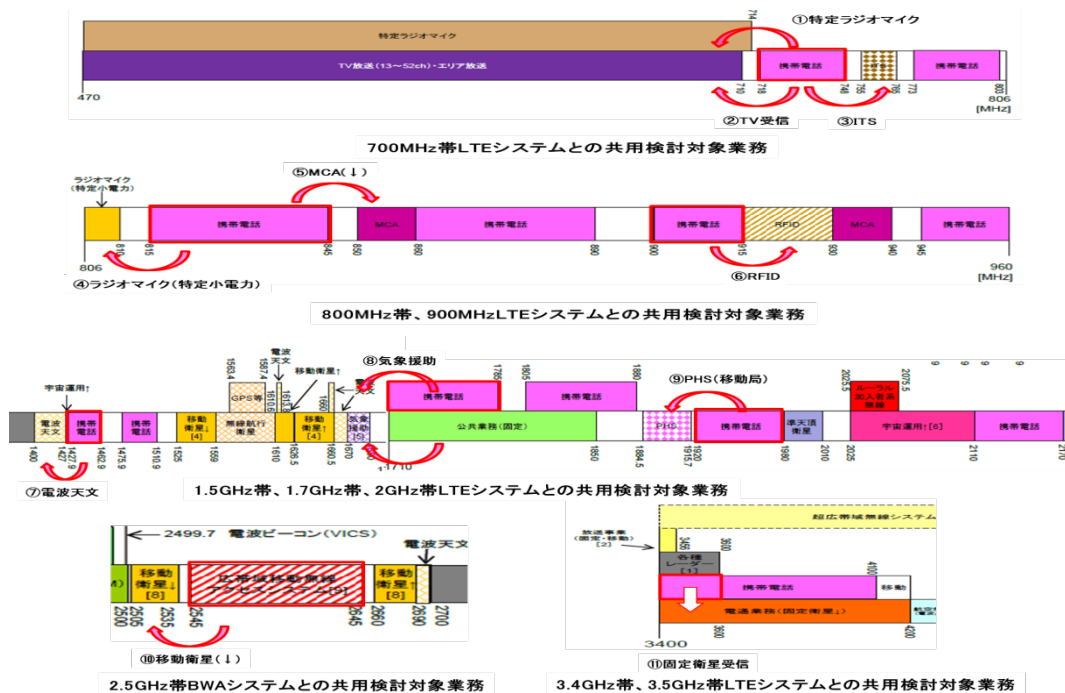 ①特定ラジオマイク
714
特定ラジオマイク
TV放送(13～52ch)・エリア放送
携帯電話
ITS
携帯電話
470
710
718
748
755
765
773
803
806
[MHz]
②TV受信
③ITS
700MHz帯LTEシステムとの共用検討対象業務
⑤MCA(↓)
ラジオマイク
(特定小電力)
携帯電話
MCA
携帯電話
携帯電話
RFID
MCA
携帯電話
806
810
815
845
850
860
890
900
915
930
940
945
960
[MHz]
④ラジオマイク(特定小電力)
⑥RFID
800MHz帯、900MHzLTEシステムとの共用検討対象業務
1563.4
1587.4
電波
天文
1610.6
1613.8
移動衛星↑
1660
⑧気象援助
1785
1805
1880
⑨PHS(移動局)
2025.5
2075.5
宇宙運用↑
GPS等
携帯電話
携帯電話
ルーラル
加入者系
無線
電波
天文
携帯
電話
携帯
電話
移動
衛星↓
[4]
無線航行
衛星
移動
衛星↑
[4]
気象
援助
[5]
公共業務(固定)
PHS
携帯電話
準天頂
衛星
宇宙運用↑[6]
携帯電話
1400
1427
1427.9
1462.9
1475.9
1510.9
1525
1559
1610
1626.5
1660.5
1670
1710
1850
1884.5
1915.7
1920
1980
2010
2025
2110
2170
⑦電波天文
1.5GHz帯、1.7GHz帯、2GHz帯LTEシステムとの共用検討対象業務
2499.7 電波ビーコン(VICS)
電波天文
移動
衛星↓
[8]
広帯域移動無線
アクセスシステム[9]
移動
衛星↑
[8]
2500
2505
2535
2545
2645
2660
2690
2700
⑩移動衛星(↓)
2.5GHz帯BWAシステムとの共用検討対象業務
超広帯域無線システム
放送事業
(固定・移動)
[2]
3456
3600
各種
レーダー
[1]
4100
携帯電話
移動
電通業務(固定衛星↓)
3400
3600
4200
⑪固定衛星受信
3.4GHz帯、3.5GHz帯LTEシステムとの共用検討対象業務